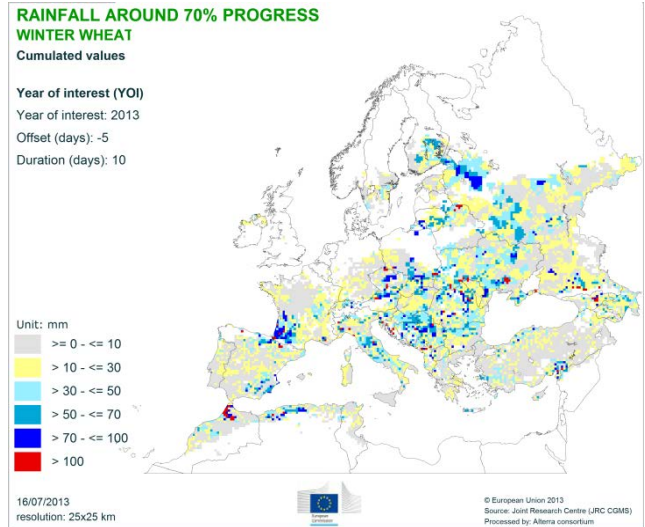 RAINFALL AROUND 70% PROGRESS
WINTER WHEAT
Cumulated values
Year of interest (YOI)
Year of interest: 2013
Offset (days): -5
Duration (days): 10
Unit: mm
>= 0 - <= 10
> 10 - <= 30
> 30 - <= 50
> 50 - <= 70
> 70 - <= 100
> 100
16/07/2013
resolution: 25x25 km
European
Commission
© European Union 2013
Source: Joint Research Centre (JRC CGMS)
Processed by: Alterra consortium